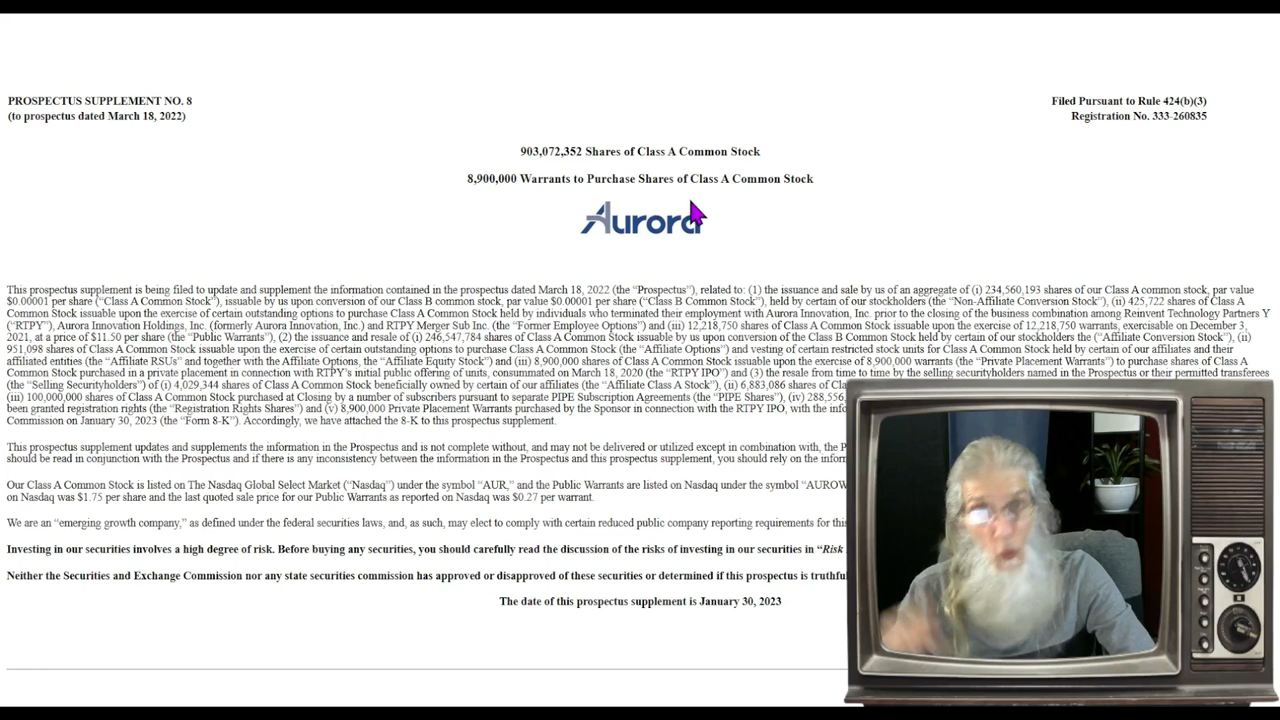 PROSPECTUS SUPPLEMENT NO. 8
(to prospectus dated March 18, 2022)
Filed Pursuant to Rule 424(b)(3)
Registration No. 333-260835
903,072,352 Shares of Class A Common Stock
8,900,000 Warrants to Purchase Shares of Class A Common Stock
Aurora
This prospectus supplement is being filed to update and supplement the information contained in the prospectus dated March 18, 2022 (the “Prospectus”), related to: (1) the issuance and sale by us of an aggregate of (i) 234,560,193 shares of our Class A common stock, par value
$0.00001 per share (“Class A Common Stock”), issuable by us upon conversion of our Class B common stock, par value $0.00001 per share (“Class B Common Stock”), held by certain of our stockholders (the “Non-Affiliate Conversion Stock”), (ii) 425,722 shares of Class A Common
Stock issuable upon the exercise of certain outstanding options to purchase Class A Common Stock held by individuals who terminated their employment with Aurora Innovation, Inc. prior to the closing of the business combination among Reinvent Technology Partners Y
(“RTPY”), Aurora Innovation Holdings, Inc. (formerly Aurora Innovation, Inc.) and RTPY Merger Sub Inc. (the “Former Employee Options”) and (iii) 12,218,750 shares of Class A Common Stock issuable upon the exercise of 12,218,750 warrants, exercisable on December 3,
2021, at a price of $11.50 per share (the “Public Warrants”), (2) the issuance and resale of (i) 246,547,784 shares of Class A Common Stock issuable by us upon conversion of the Class B Common Stock held by certain of our stockholders (the “Affiliate Conversion Stock”), (ii)
951,098 shares of Class A Common Stock issuable upon the exercise of certain outstanding options to purchase Class A Common Stock (the “Affiliate Options”) and vesting of certain restricted stock units for Class A Common Stock held by certain of our affiliates and their
affiliated entities (the “Affiliate RSUs” and together with the Affiliate Options, the “Affiliate Equity Stock”) and (iii) 8,900,000 shares of Class A Common Stock issuable upon the exercise of 8,900,000 warrants (the “Private Placement Warrants”) to purchase shares of Class A
Common Stock purchased in a private placement in connection with RTPY’s initial public offering of units, consummated on March 18, 2020 (the “RTPY IPO”) and (3) the resale from time to time by the selling securityholders named in the Prospectus or their permitted transferees
(the “Selling Securityholders”) of (i) 4,029,344 shares of Class A Common Stock beneficially owned by certain of our affiliates (the “Affiliate Class A Stock”), (ii) 6,883,086 shares of Cla
(iii) 100,000,000 shares of Class A Common Stock purchased at Closing by a number of subscribers pursuant to separate PIPE Subscription Agreements (the “PIPE Shares”), (iv) 288,556,
been granted registration rights (the “Registration Rights Shares”) and (v) 8,900,000 Private Placement Warrants purchased by the Sponsor in connection with the RTPY IPO, with the info
Commission on January 30, 2023 (the “Form 8-K”). Accordingly, we have attached the 8-K to this prospectus supplement.
This prospectus supplement updates and supplements the information in the Prospectus and is not complete without, and may not be delivered or utilized except in combination with, the P
should be read in conjunction with the Prospectus and if there is any inconsistency between the information in the Prospectus and this prospectus supplement, you should rely on the infor
Our Class A Common Stock is listed on The Nasdaq Global Select Market (“Nasdaq”) under the symbol “AUR,” and the Public Warrants are listed on Nasdaq under the symbol “AUROW
on Nasdaq was $1.75 per share and the last quoted sale price for our Public Warrants as reported on Nasdaq was $0.27 per warrant.
We are an “emerging growth company,” as defined under the federal securities laws, and, as such, may elect to comply with certain reduced public company reporting requirements for this
Investing in our securities involves a high degree of risk. Before buying any securities, you should carefully read the discussion of the risks of investing in our securities in “Risk
Neither the Securities and Exchange Commission nor any state securities commission has approved or disapproved of these securities or determined if this prospectus is truthful
The date of this prospectus supplement is January 30, 2023